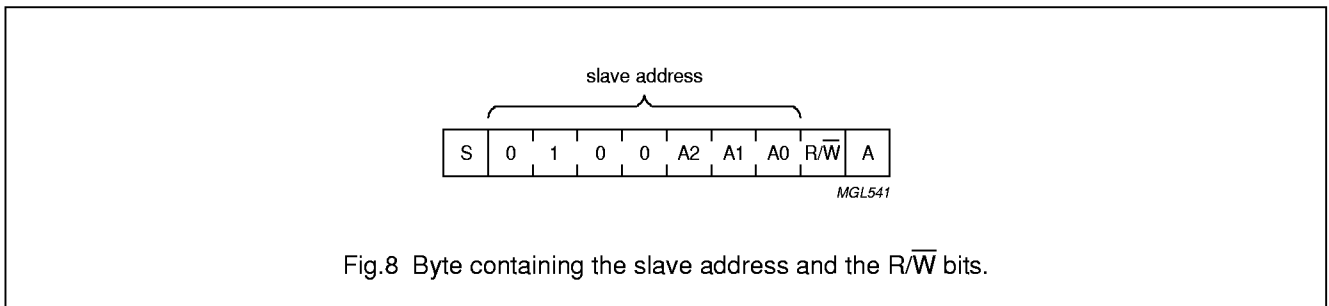 slave address
S 0 1 0 0 A2 A1 A0 R/W̅ A
MGL541
Fig.8 Byte containing the slave address and the R/W̅ bits.